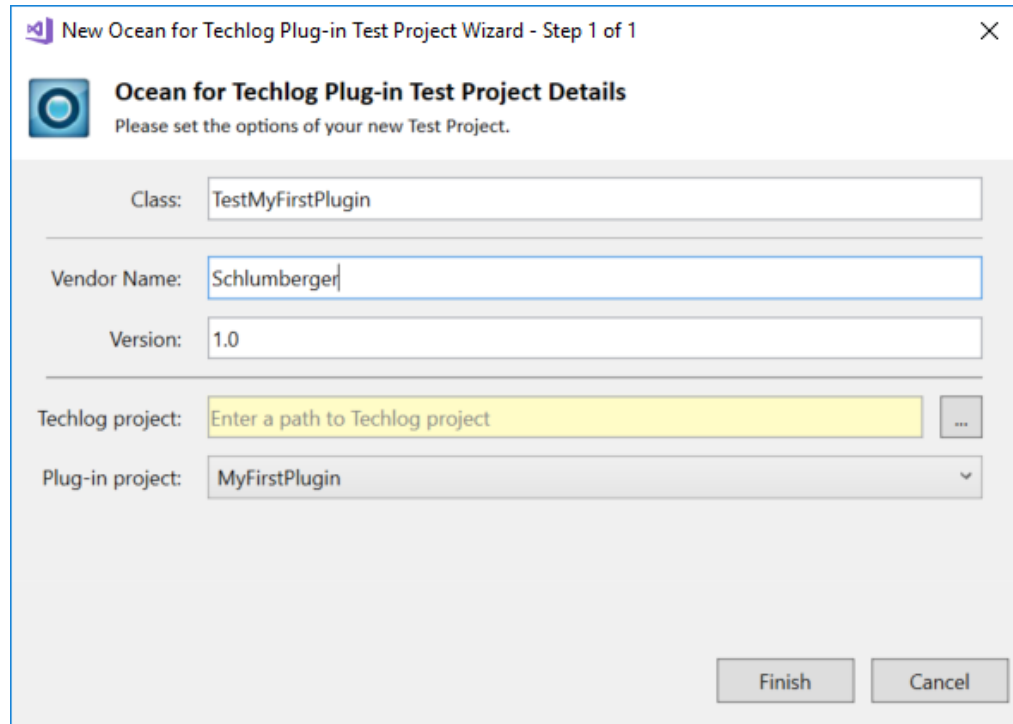 New Ocean for Techlog Plug-in Test Project Wizard - Step 1 of 1
Ocean for Techlog Plug-in Test Project Details
Please set the options of your new Test Project.
Class: TestMyFirstPlugin
Vendor Name: Schlumberger
Version: 1.0
Techlog project: Enter a path to Techlog project ...
Plug-in project: MyFirstPlugin
Finish Cancel